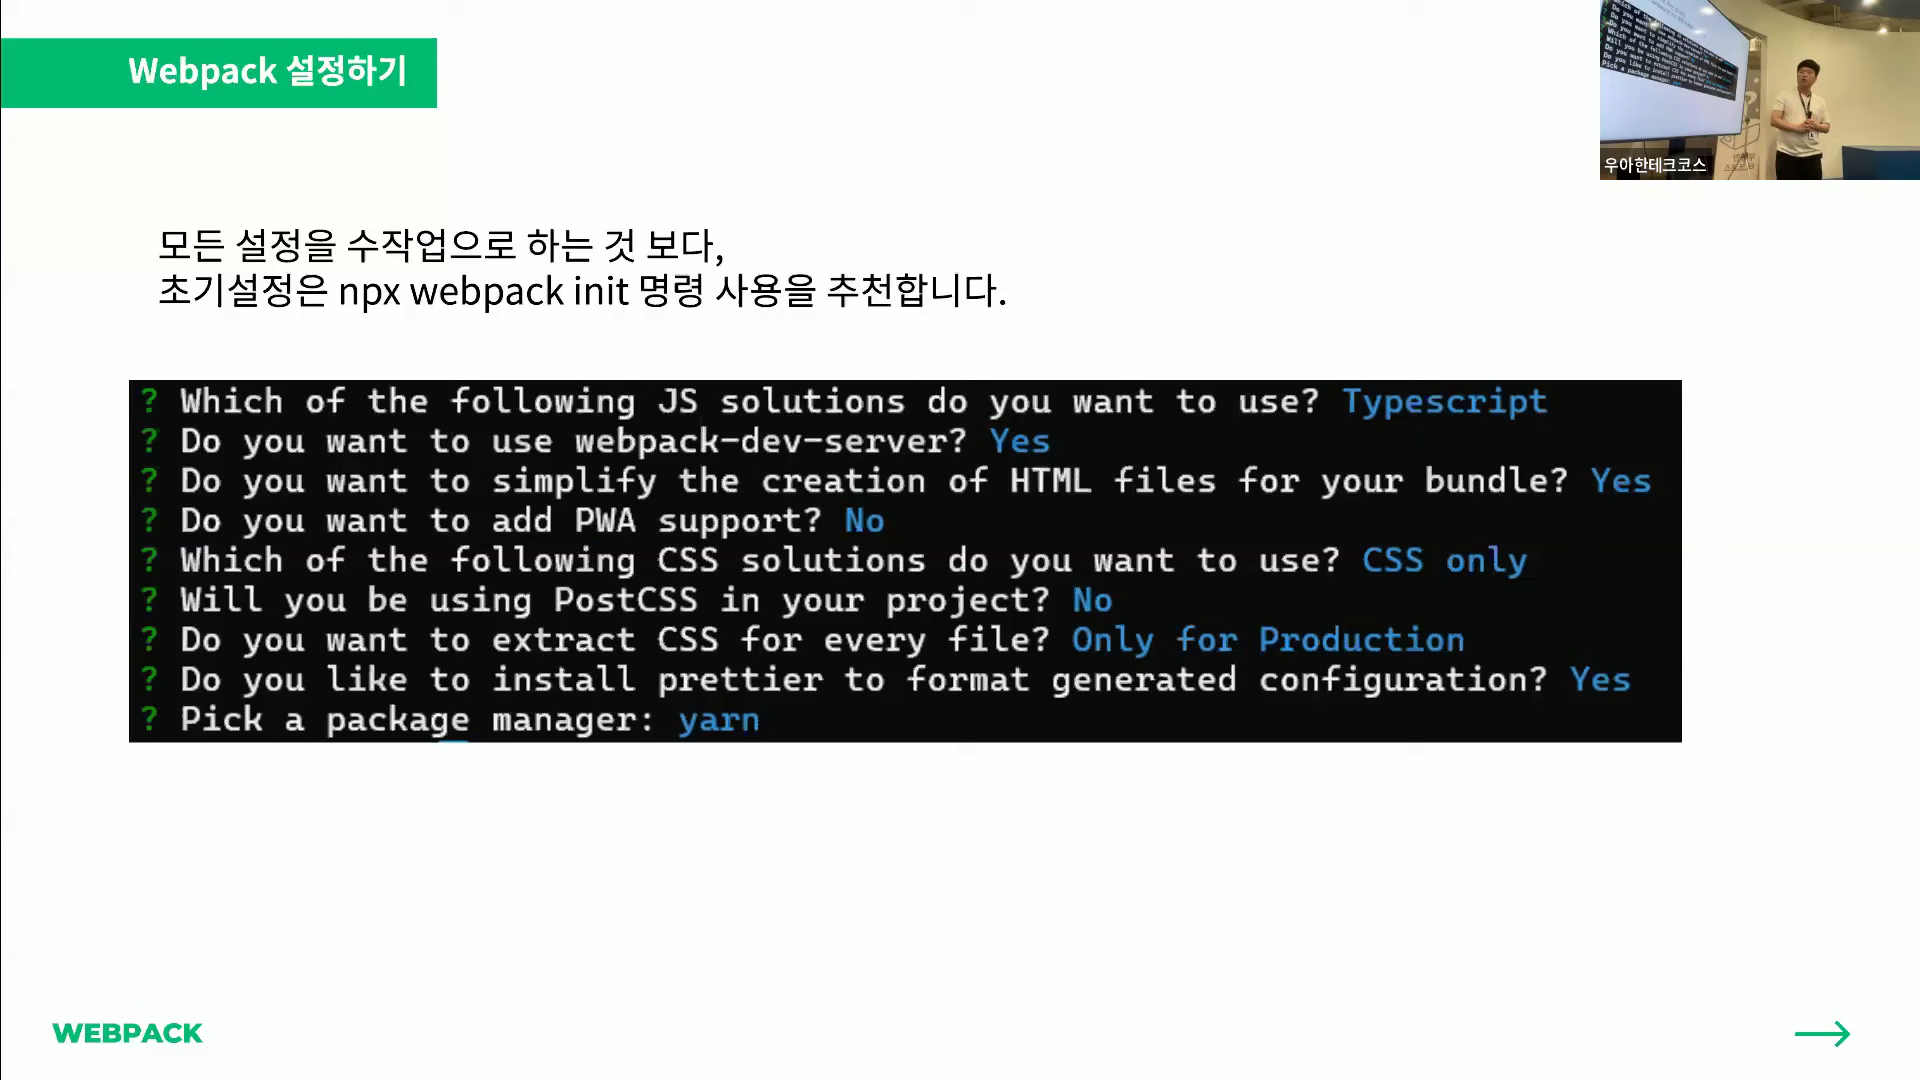 Webpack 설정하기
우아한테크코스
모든 설정을 수작업으로 하는 것 보다,
초기설정은 npx webpack init 명령 사용을 추천합니다.
? Which of the following JS solutions do you want to use? Typescript
? Do you want to use webpack-dev-server? Yes
? Do you want to simplify the creation of HTML files for your bundle? Yes
? Do you want to add PWA support? No
? Which of the following CSS solutions do you want to use? CSS only
? Will you be using PostCSS in your project? No
? Do you want to extract CSS for every file? Only for Production
? Do you like to install prettier to format generated configuration? Yes
? Pick a package manager: yarn
WEBPACK